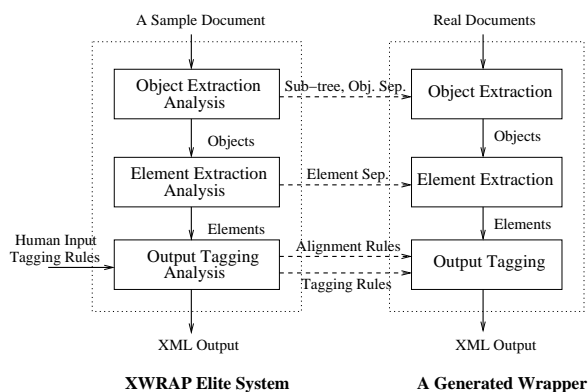 A Sample Document
Real Documents
Object Extraction
Analysis
Sub-tree, Obj. Sep.
Object Extraction
Objects
Objects
Element Extraction
Analysis
Element Sep.
Element Extraction
Elements
Elements
Human Input
Tagging Rules
Output Tagging
Analysis
Alignment Rules
Tagging Rules
Output Tagging
XML Output
XML Output
XWRAP Elite System
A Generated Wrapper